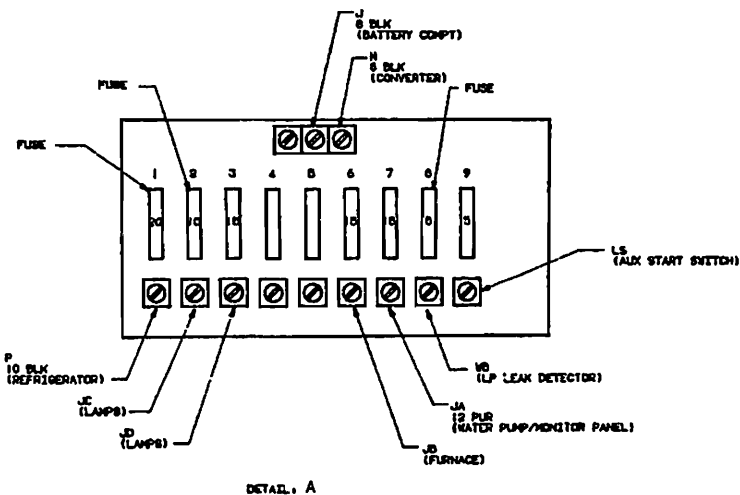 J
8 BLK
(BATTERY COMPT)
N
8 BLK
(CONVERTER)
FUSE
FUSE
FUSE
1 2 3 4 5 6 7 8 9
20 10 15 15 15 5 5
LS
(AUX START SWITCH)
P
10 BLK
(REFRIGERATOR)
JC
(LAMPS)
JD
(LAMPS)
(LP LEAK DETECTOR)
JA
12 PUR
(WATER PUMP/MONITOR PANEL)
JB
(FURNACE)
DETAIL, A